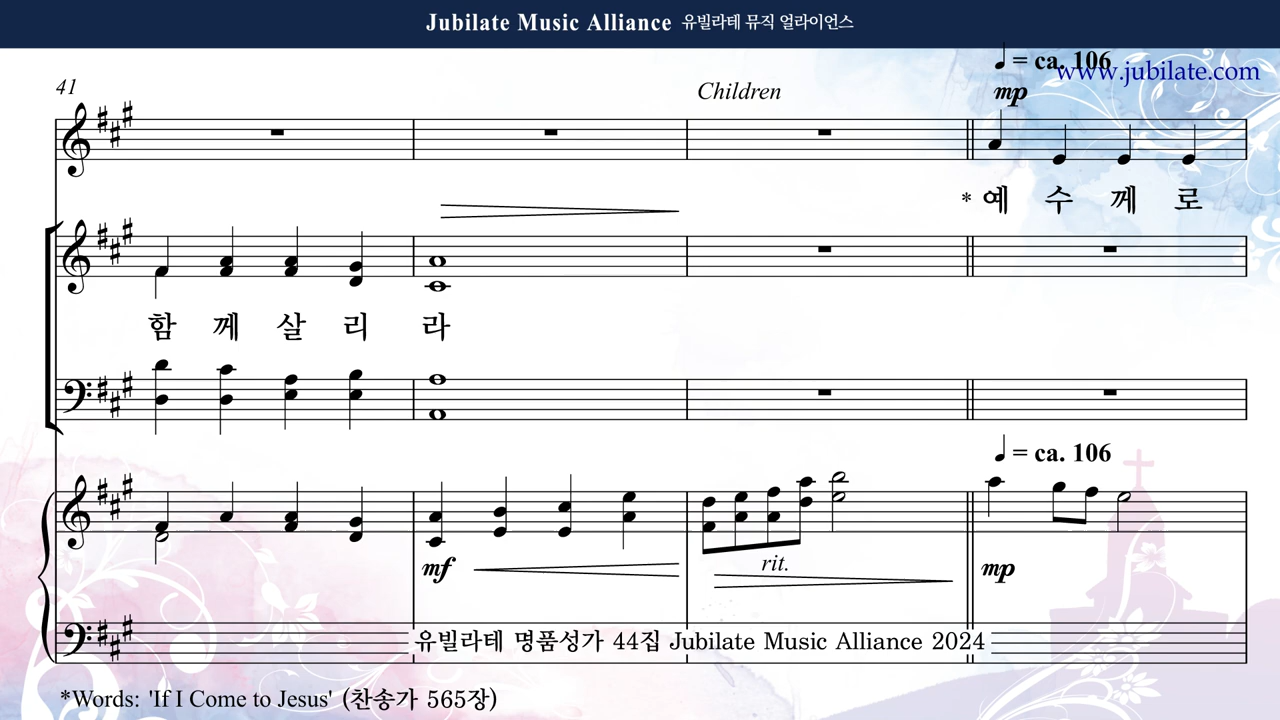 Jubilate Music Alliance 유빌라테 뮤직 얼라이언스
♩ = ca. 106
www.jubilate.com
41
Children
mp
* 예 수 께 로
함 께 살 리 라
♩ = ca. 106
mf
rit.
mp
유빌라테 명품성가 44집 Jubilate Music Alliance 2024
*Words: 'If I Come to Jesus' (찬송가 565장)